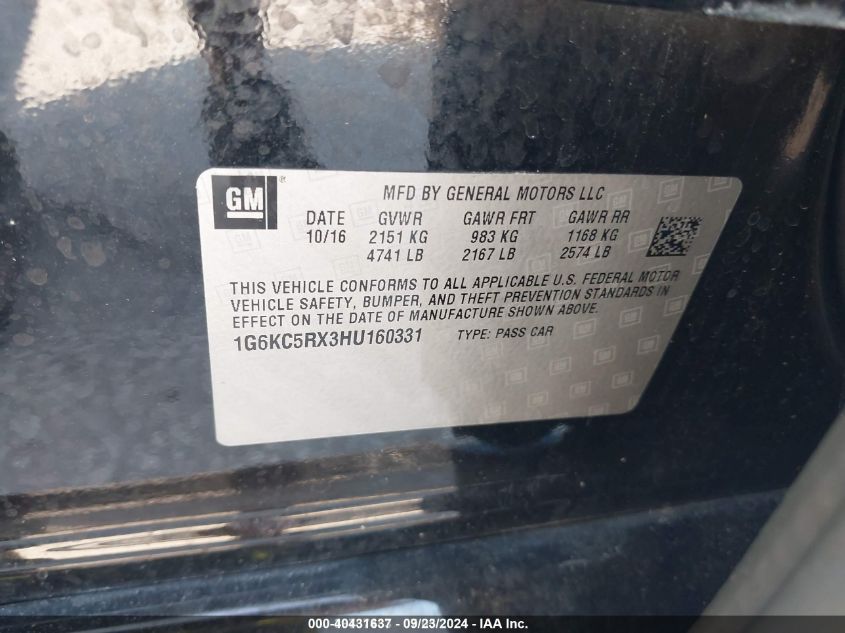 GM
MFD BY GENERAL MOTORS LLC
DATE GVWR GAWR FRT GAWR RR
10/16 2151 KG 983 KG 1168 KG
4741 LB 2167 LB 2574 LB
THIS VEHICLE CONFORMS TO ALL APPLICABLE U.S. FEDERAL MOTOR
VEHICLE SAFETY, BUMPER, AND THEFT PREVENTION STANDARDS IN
EFFECT ON THE DATE OF MANUFACTURE SHOWN ABOVE.
1G6KC5RX3HU160331 TYPE: PASS CAR
000-40431637 - 09/23/2024 - IAA Inc.